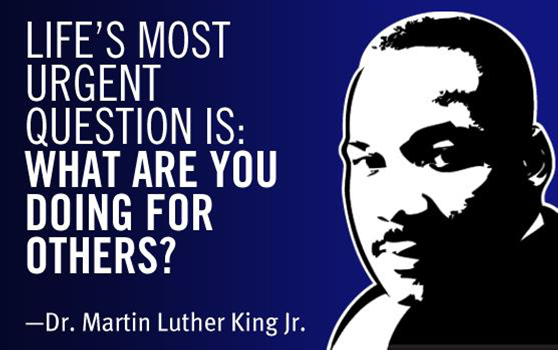 LIFE'S MOST
URGENT
QUESTION IS:
WHAT ARE YOU
DOING FOR
OTHERS?
—Dr. Martin Luther King Jr.